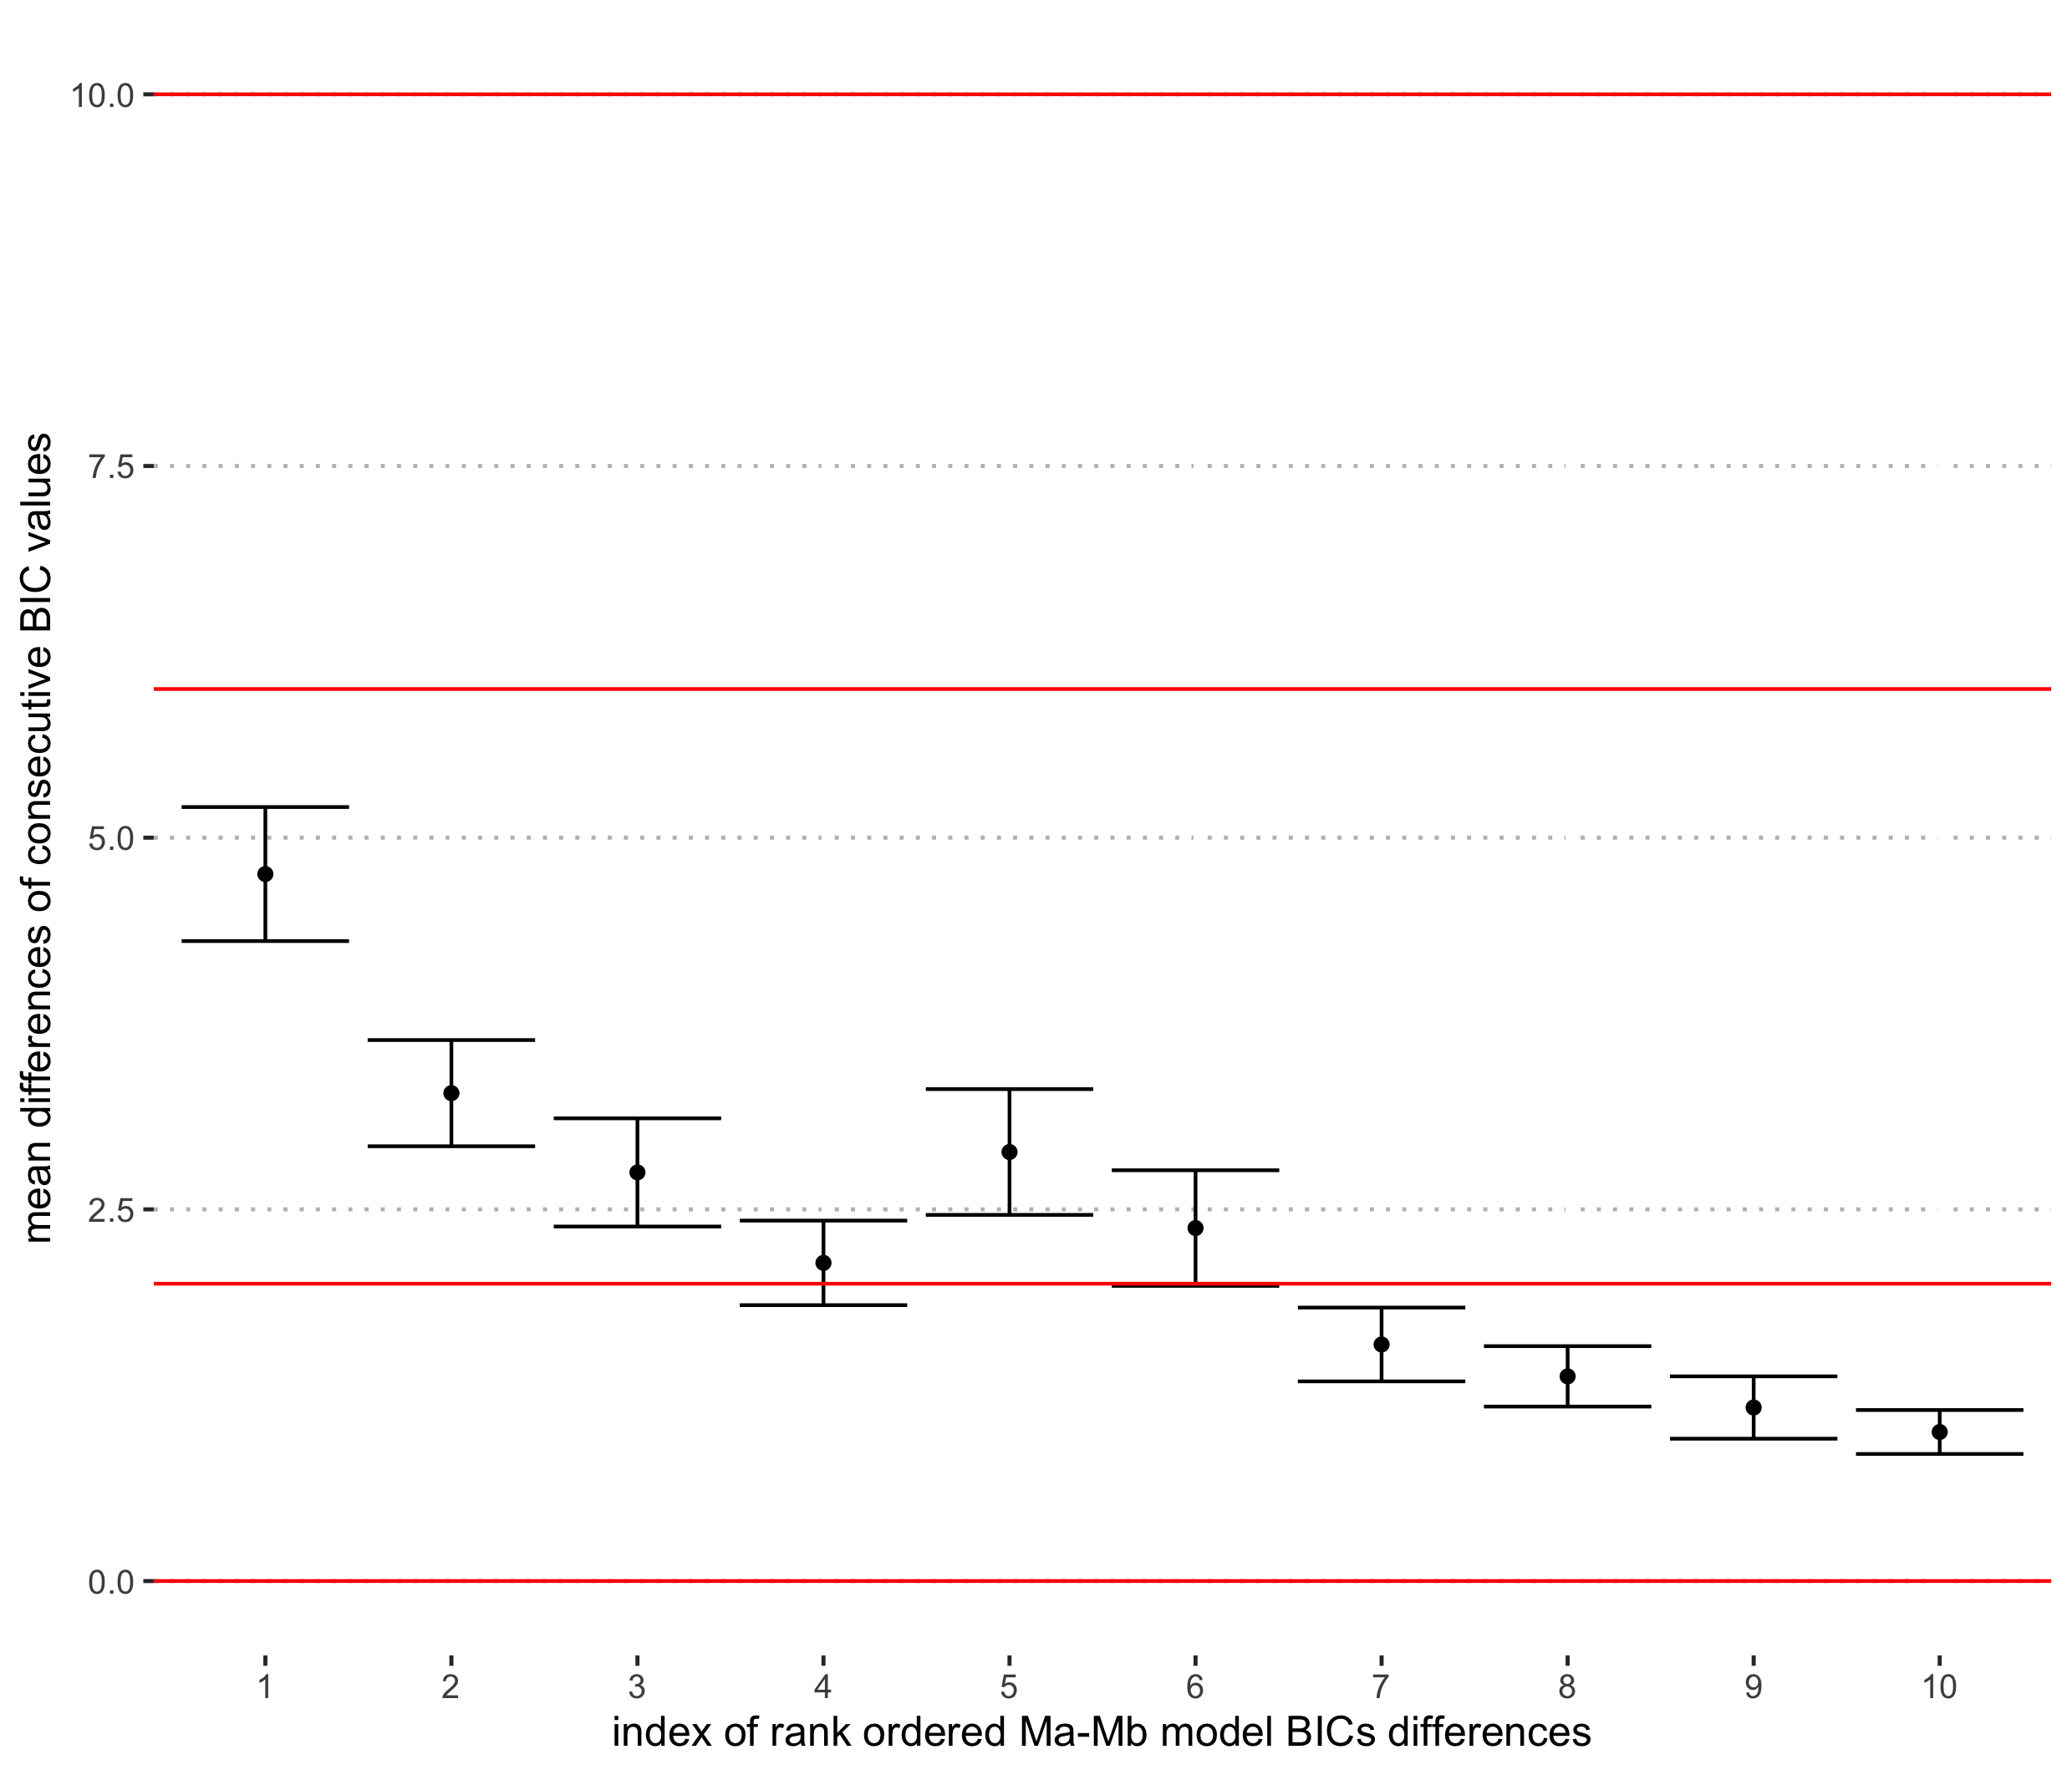 mean differences of consecutive BIC values
10.0
7.5
5.0
2.5
0.0
1 2 3 4 5 6 7 8 9 10
index of rank ordered Ma-Mb model BICs differences